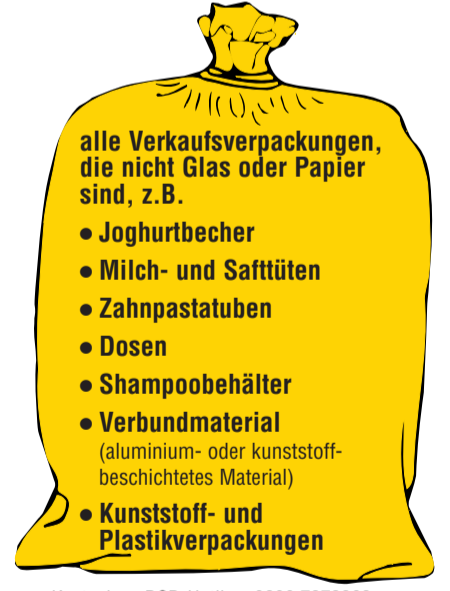 alle Verkaufsverpackungen,
die nicht Glas oder Papier
sind, z.B.
• Joghurtbecher
• Milch- und Safttüten
• Zahnpastatuben
• Dosen
• Shampoobehälter
• Verbundmaterial
(aluminium- oder kunststoff-
beschichtetes Material)
• Kunststoff- und
Plastikverpackungen